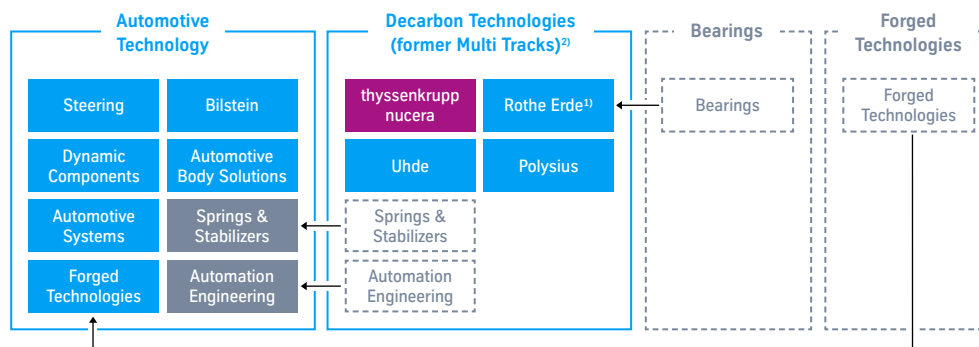 Automotive
Technology
Steering
Bilstein
Dynamic
Components
Automotive
Body Solutions
Automotive
Systems
Springs &
Stabilizers
Forged
Technologies
Automation
Engineering
Decarbon Technologies
(former Multi Tracks)²⁾
thyssenkrupp
nucera
Rothe Erde¹⁾
Uhde
Polysius
Springs &
Stabilizers
Automation
Engineering
Bearings
Bearings
Forged
Technologies
Forged
Technologies